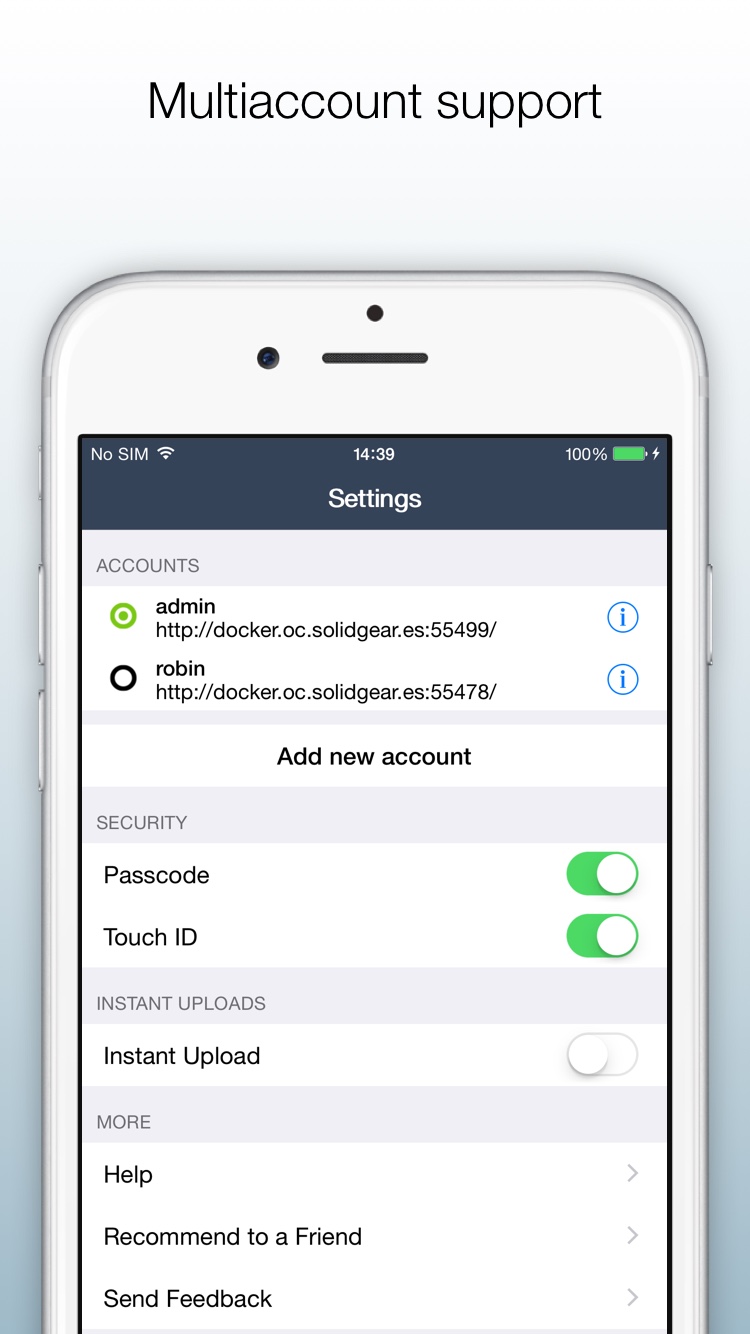 Multiaccount support
No SIM 14:39 100%
Settings
ACCOUNTS
admin
http://docker.oc.solidgear.es:55499/
robin
http://docker.oc.solidgear.es:55478/
Add new account
SECURITY
Passcode
Touch ID
INSTANT UPLOADS
Instant Upload
MORE
Help
Recommend to a Friend
Send Feedback